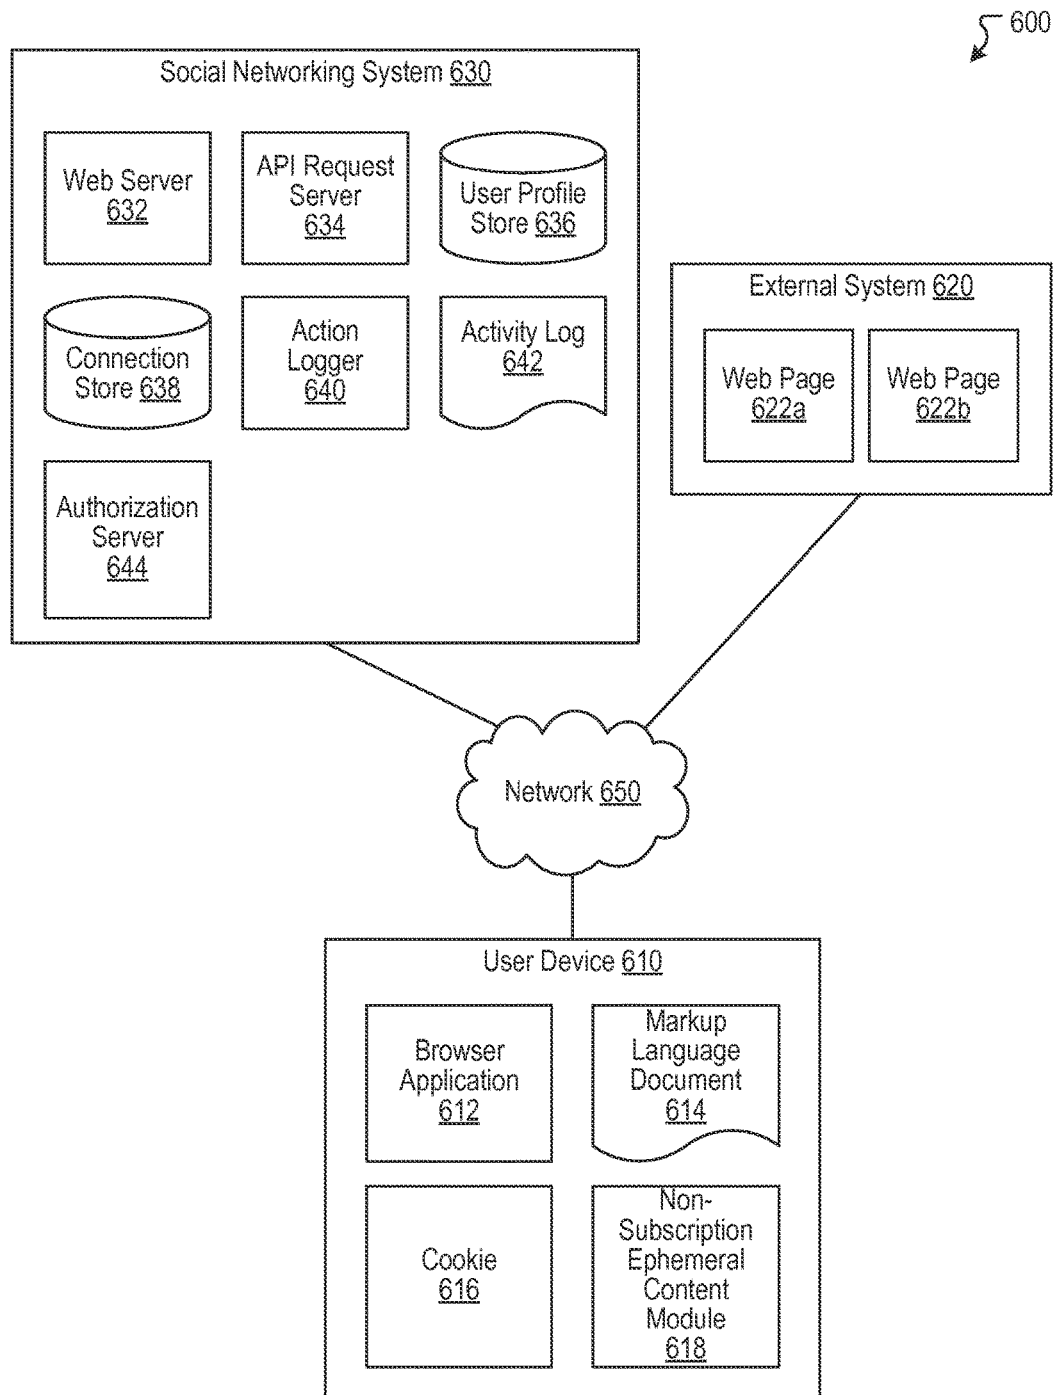 600
Social Networking System 630
Web Server
632
API Request
Server
634
User Profile
Store 636
Connection
Store 638
Action
Logger
640
Activity Log
642
Authorization
Server
644
External System 620
Web Page
622a
Web Page
622b
Network 650
User Device 610
Browser
Application
612
Markup
Language
Document
614
Cookie
616
Non-
Subscription
Ephemeral
Content
Module
618